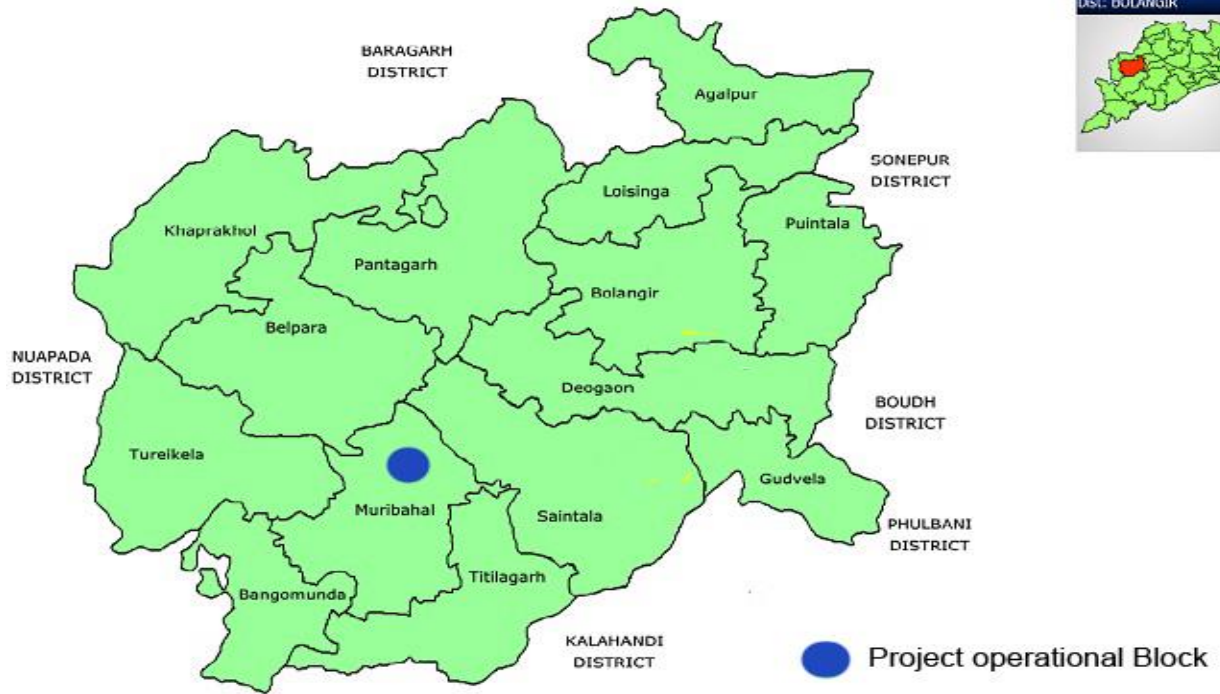 DIST: BOLANGIR
BARAGARH
DISTRICT
Agalpur
SONEPUR
DISTRICT
Loisinga
Puintala
Khaprakhol
Pantagarh
Bolangir
Belpara
NUAPADA
DISTRICT
Deogaon
BOUDH
DISTRICT
Tureikela
Gudvela
Muribahal
Saintala
PHULBANI
DISTRICT
Titilagarh
Bangomunda
KALAHANDI
DISTRICT
Project operational Block